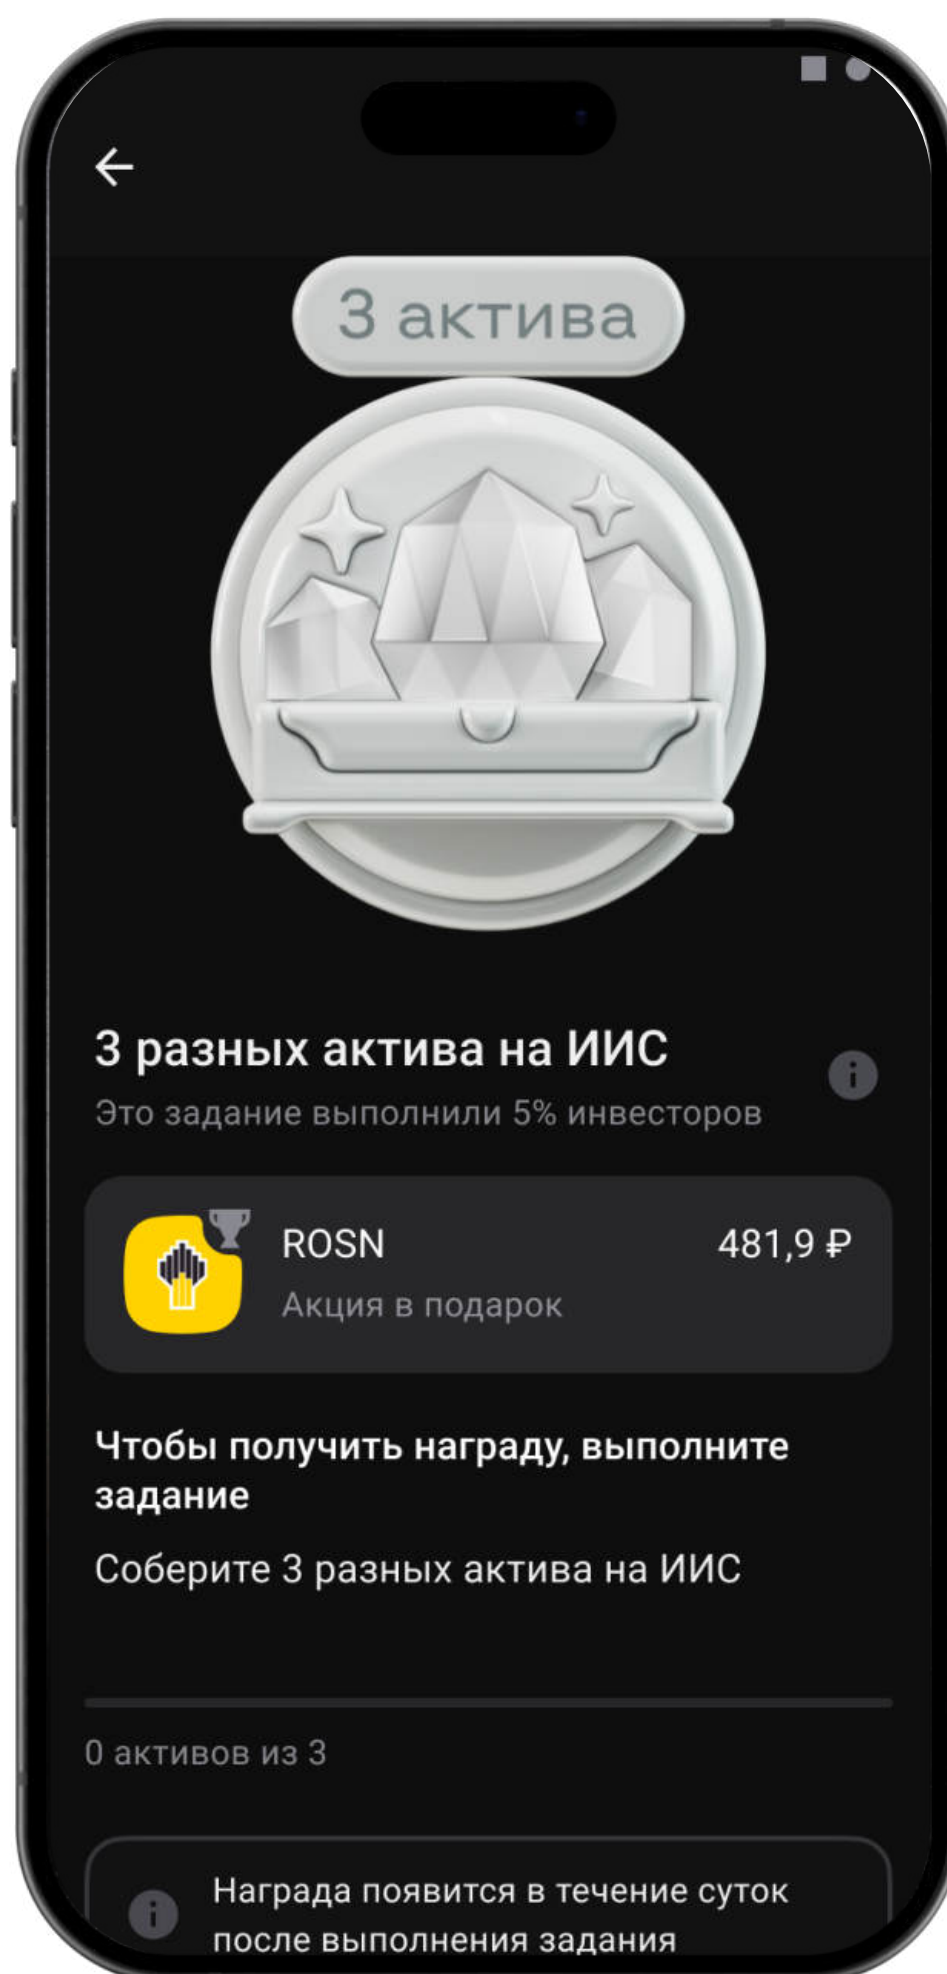 3 актива
3 разных актива на ИИС
Это задание выполнили 5% инвесторов
ROSN
481,9 ₽
Акция в подарок
Чтобы получить награду, выполните
задание
Соберите 3 разных актива на ИИС
0 активов из 3
Награда появится в течение суток
после выполнения задания